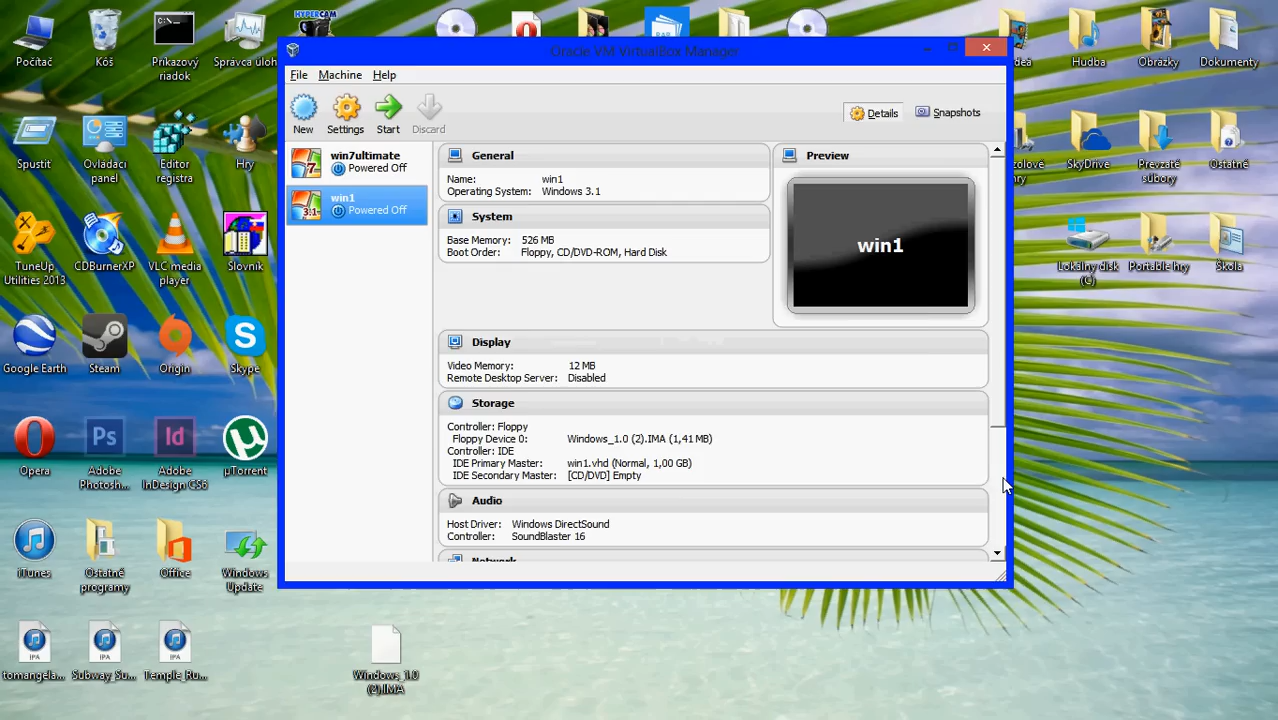 HYPERCAM
Počítač
Kôš
Príkazový
riadok
Správca úloh
Hudba
Obrázky
Dokumenty
Oracle VM VirtualBox Manager
File
Machine
Help
New
Settings
Start
Discard
Details
Snapshots
Spustiť
Ovládací
panel
Editor
registra
Hry
SkyDrive
Prevzaté
súbory
Ostatné
win7ultimate
Powered Off
win1
Powered Off
General
Name: win1
Operating System: Windows 3.1
System
Base Memory: 526 MB
Boot Order: Floppy, CD/DVD-ROM, Hard Disk
Preview
win1
Display
Video Memory: 12 MB
Remote Desktop Server: Disabled
Storage
Controller: Floppy
Floppy Device 0: Windows_1.0 (2).IMA (1,41 MB)
Controller: IDE
IDE Primary Master: win1.vhd (Normal, 1,00 GB)
IDE Secondary Master: [CD/DVD] Empty
Audio
Host Driver: Windows DirectSound
Controller: SoundBlaster 16
Network
TuneUp
Utilities 2013
CDBurnerXP
VLC media
player
Slovník
Lokálny disk
(C)
Portable hry
Škola
Google Earth
Steam
Origin
Skype
Opera
Adobe
Photosh...
Adobe
InDesign CS6
µTorrent
iTunes
Ostatné
programy
Office
Windows
Update
tomangela...
Subway_Su...
Temple_Ru...
Windows_1.0
(2).IMA